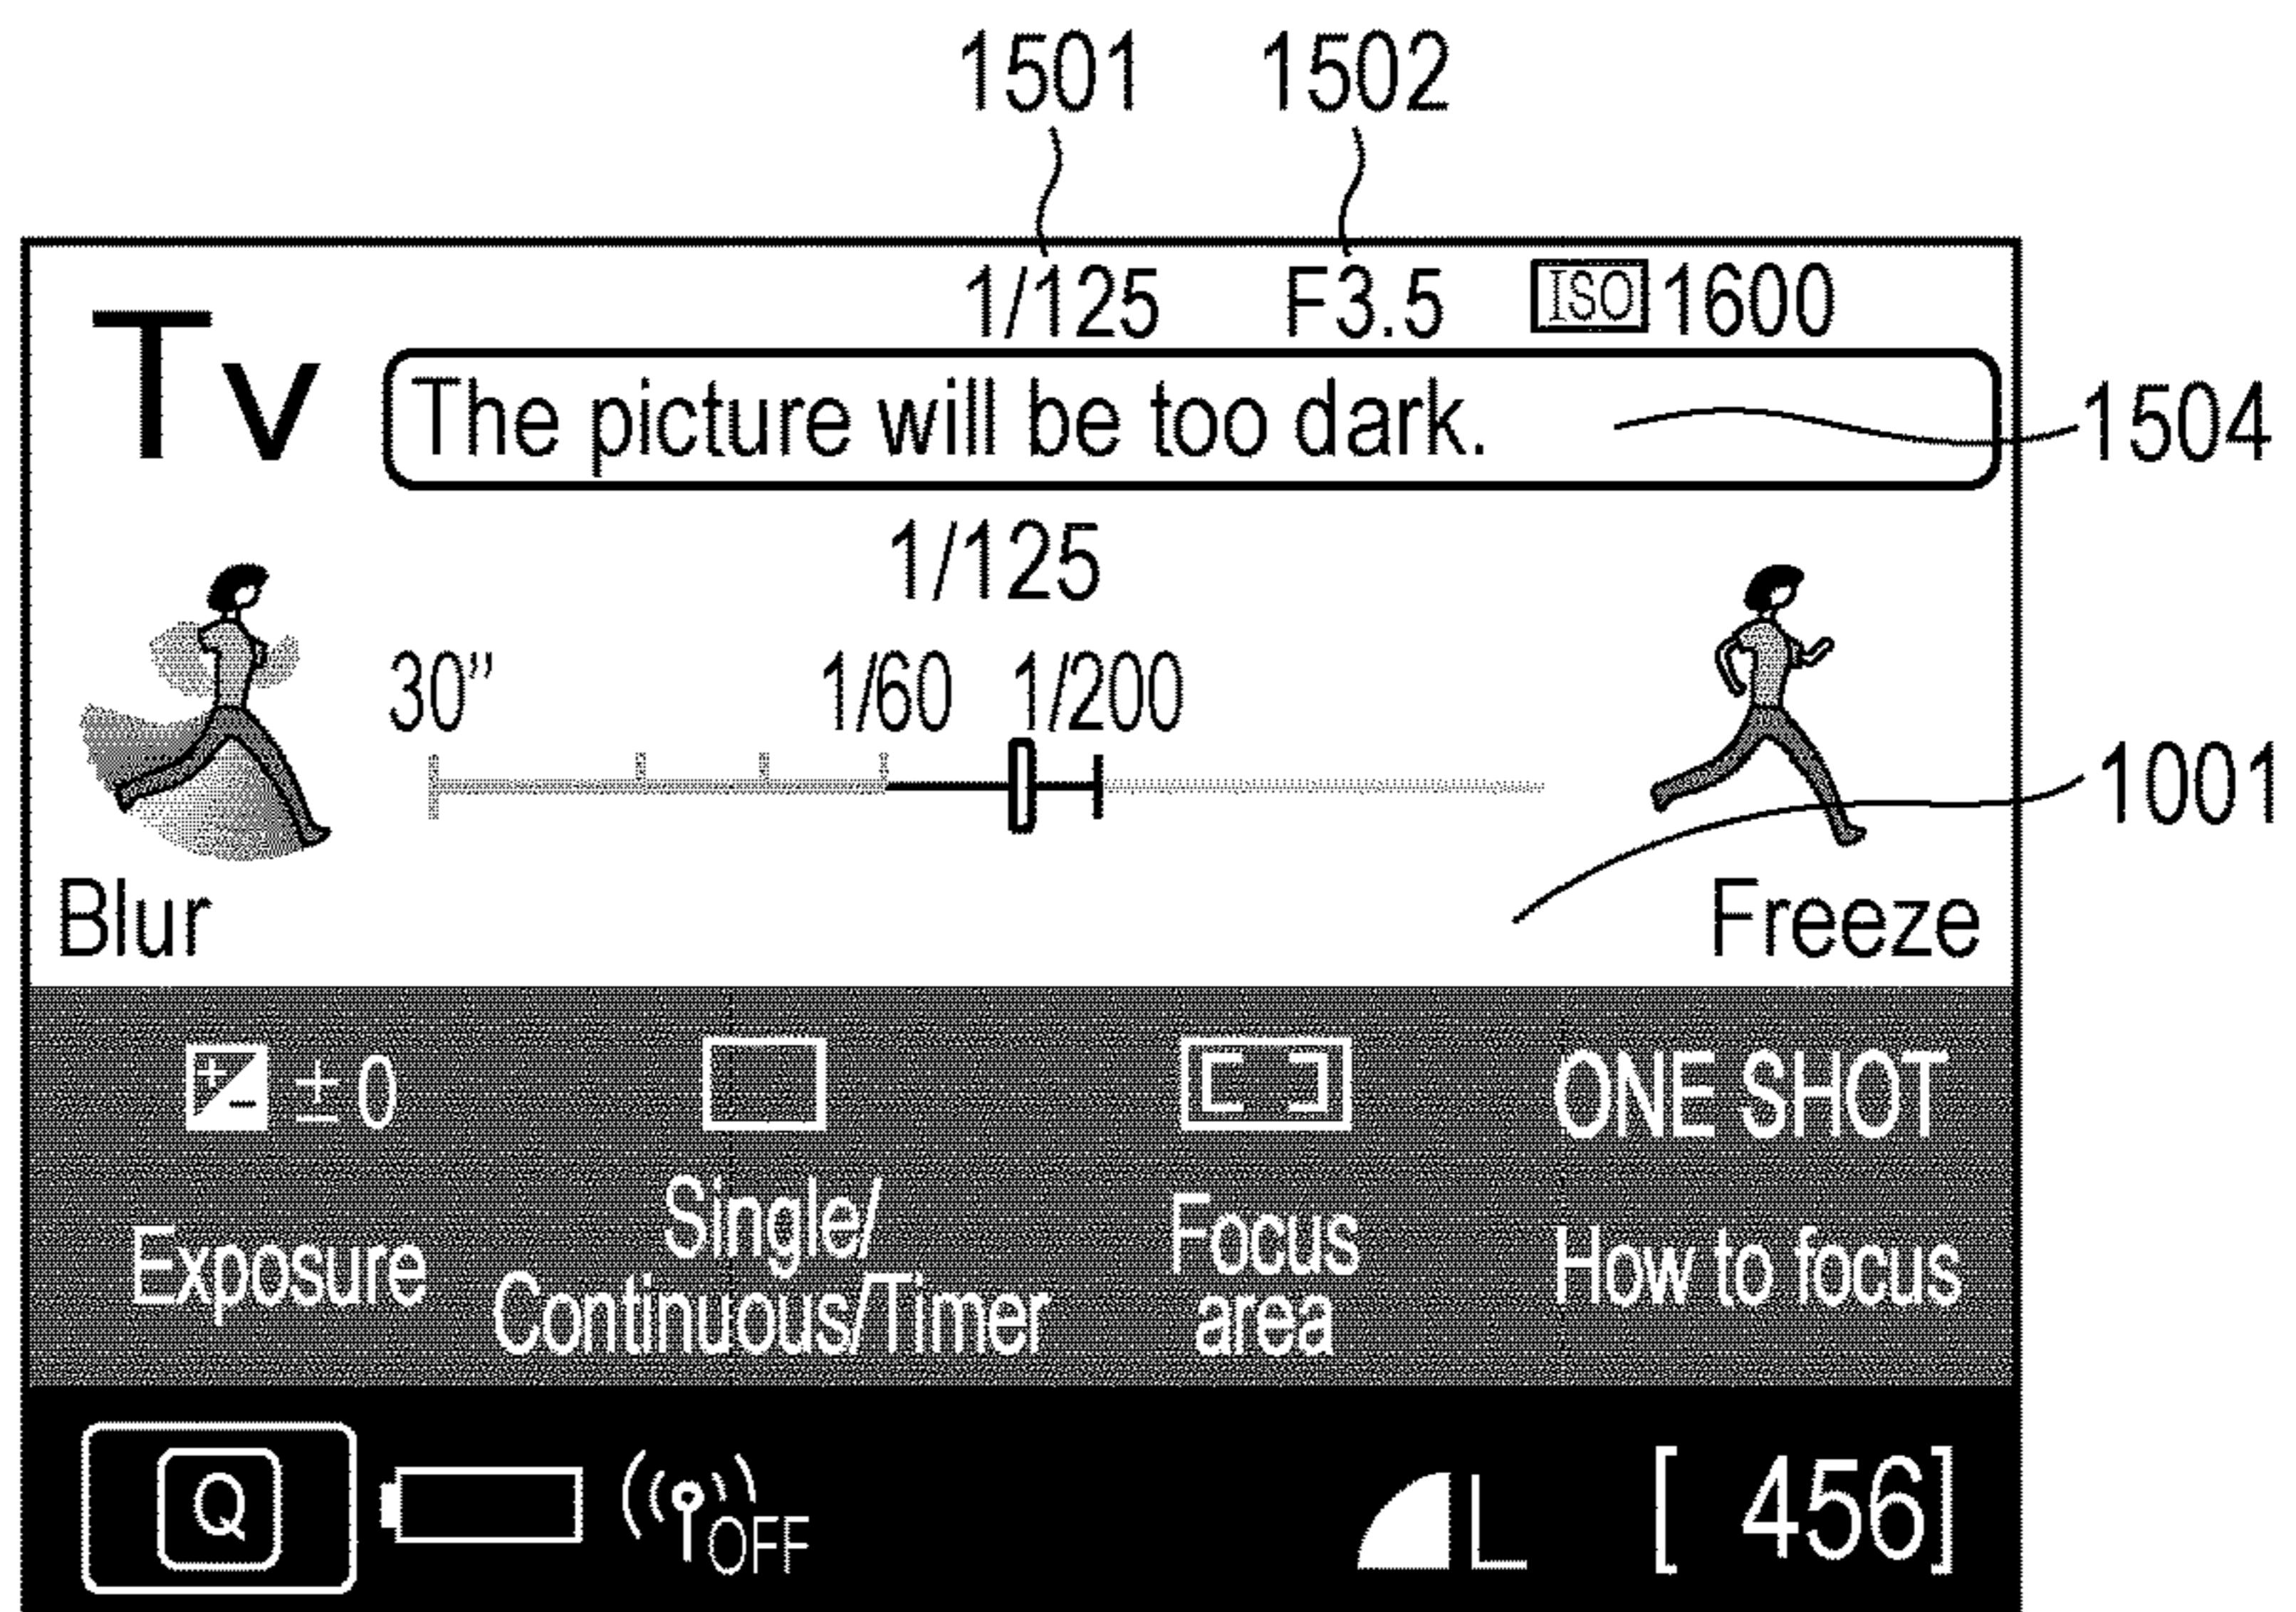 1501 1502
1/125 F3.5 ISO 1600
Tv
The picture will be too dark.
1504
1/125
30” 1/60 1/200
1001
Blur Freeze
±0 ONE SHOT
Exposure Single/ Continuous/Timer Focus area How to focus
Q OFF L [ 456]